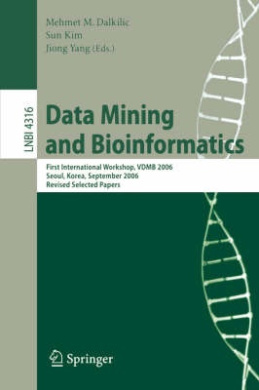 Mehmet M. Dalkilic
Sun Kim
Jiong Yang (Eds.)
LNBI 4316
Data Mining
and Bioinformatics
First International Workshop, VDMB 2006
Seoul, Korea, September 2006
Revised Selected Papers
Springer